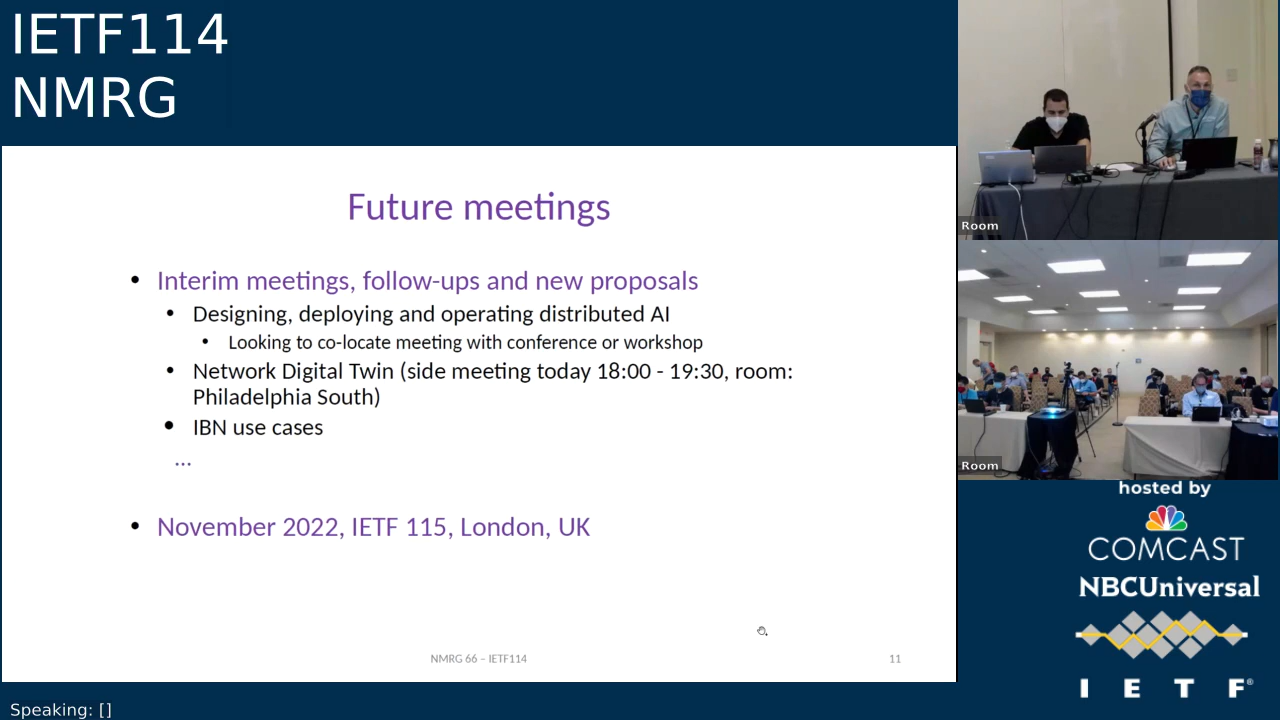 IETF114
NMRG
Future meetings
• Interim meetings, follow-ups and new proposals
• Designing, deploying and operating distributed AI
• Looking to co-locate meeting with conference or workshop
• Network Digital Twin (side meeting today 18:00 - 19:30, room:
Philadelphia South)
• IBN use cases
...
• November 2022, IETF 115, London, UK
NMRG 66 – IETF114
11
Room
Room
hosted by
COMCAST
NBCUniversal
I E T F®
Speaking: []